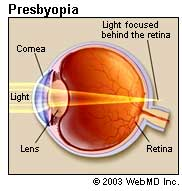 Presbyopia
Light focused
behind the retina
Cornea
Light
Lens
Retina
© 2003 WebMD Inc.